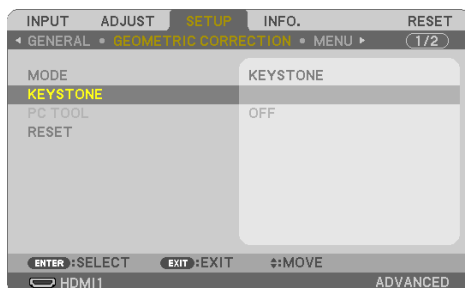 INPUT ADJUST SETUP INFO. RESET
◂ GENERAL • GEOMETRIC CORRECTION • MENU ▸ (1/2)
MODE KEYSTONE
KEYSTONE
PC TOOL OFF
RESET
ENTER :SELECT EXIT :EXIT :MOVE
HDMI1 ADVANCED